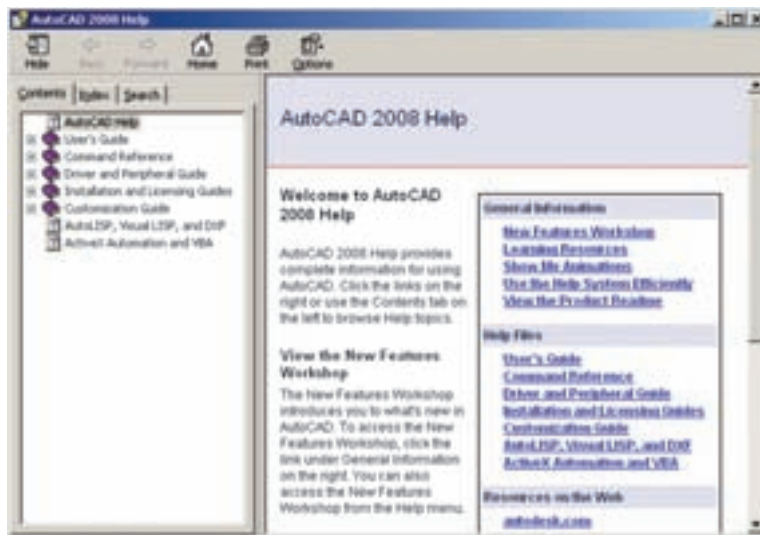 AutoCAD 2008 Help
Hide Back Forward Home Print Options
Contents Index Search
AutoCAD Help
User's Guide
Command Reference
Driver and Peripheral Guide
Installation and Licensing Guides
Customization Guide
AutoLISP, Visual LISP, and DXF
ActiveX Automation and VBA
AutoCAD 2008 Help
Welcome to AutoCAD
2008 Help
AutoCAD 2008 Help provides
complete information for using
AutoCAD. Click the links on the
right or use the Contents tab on
the left to browse Help topics.
View the New Features
Workshop
The New Features Workshop
introduces you to what's new in
AutoCAD. To access the New
Features Workshop, click the
link under General Information
on the right. You can also
access the New Features
Workshop from the Help menu.
General Information
New Features Workshop
Learning Resources
Show Me Animations
Use the Help System Efficiently
View the Product Readme
Help Files
User's Guide
Command Reference
Driver and Peripheral Guide
Installation and Licensing Guides
Customization Guide
AutoLISP, Visual LISP, and DXF
ActiveX Automation and VBA
Resources on the Web
autodesk.com